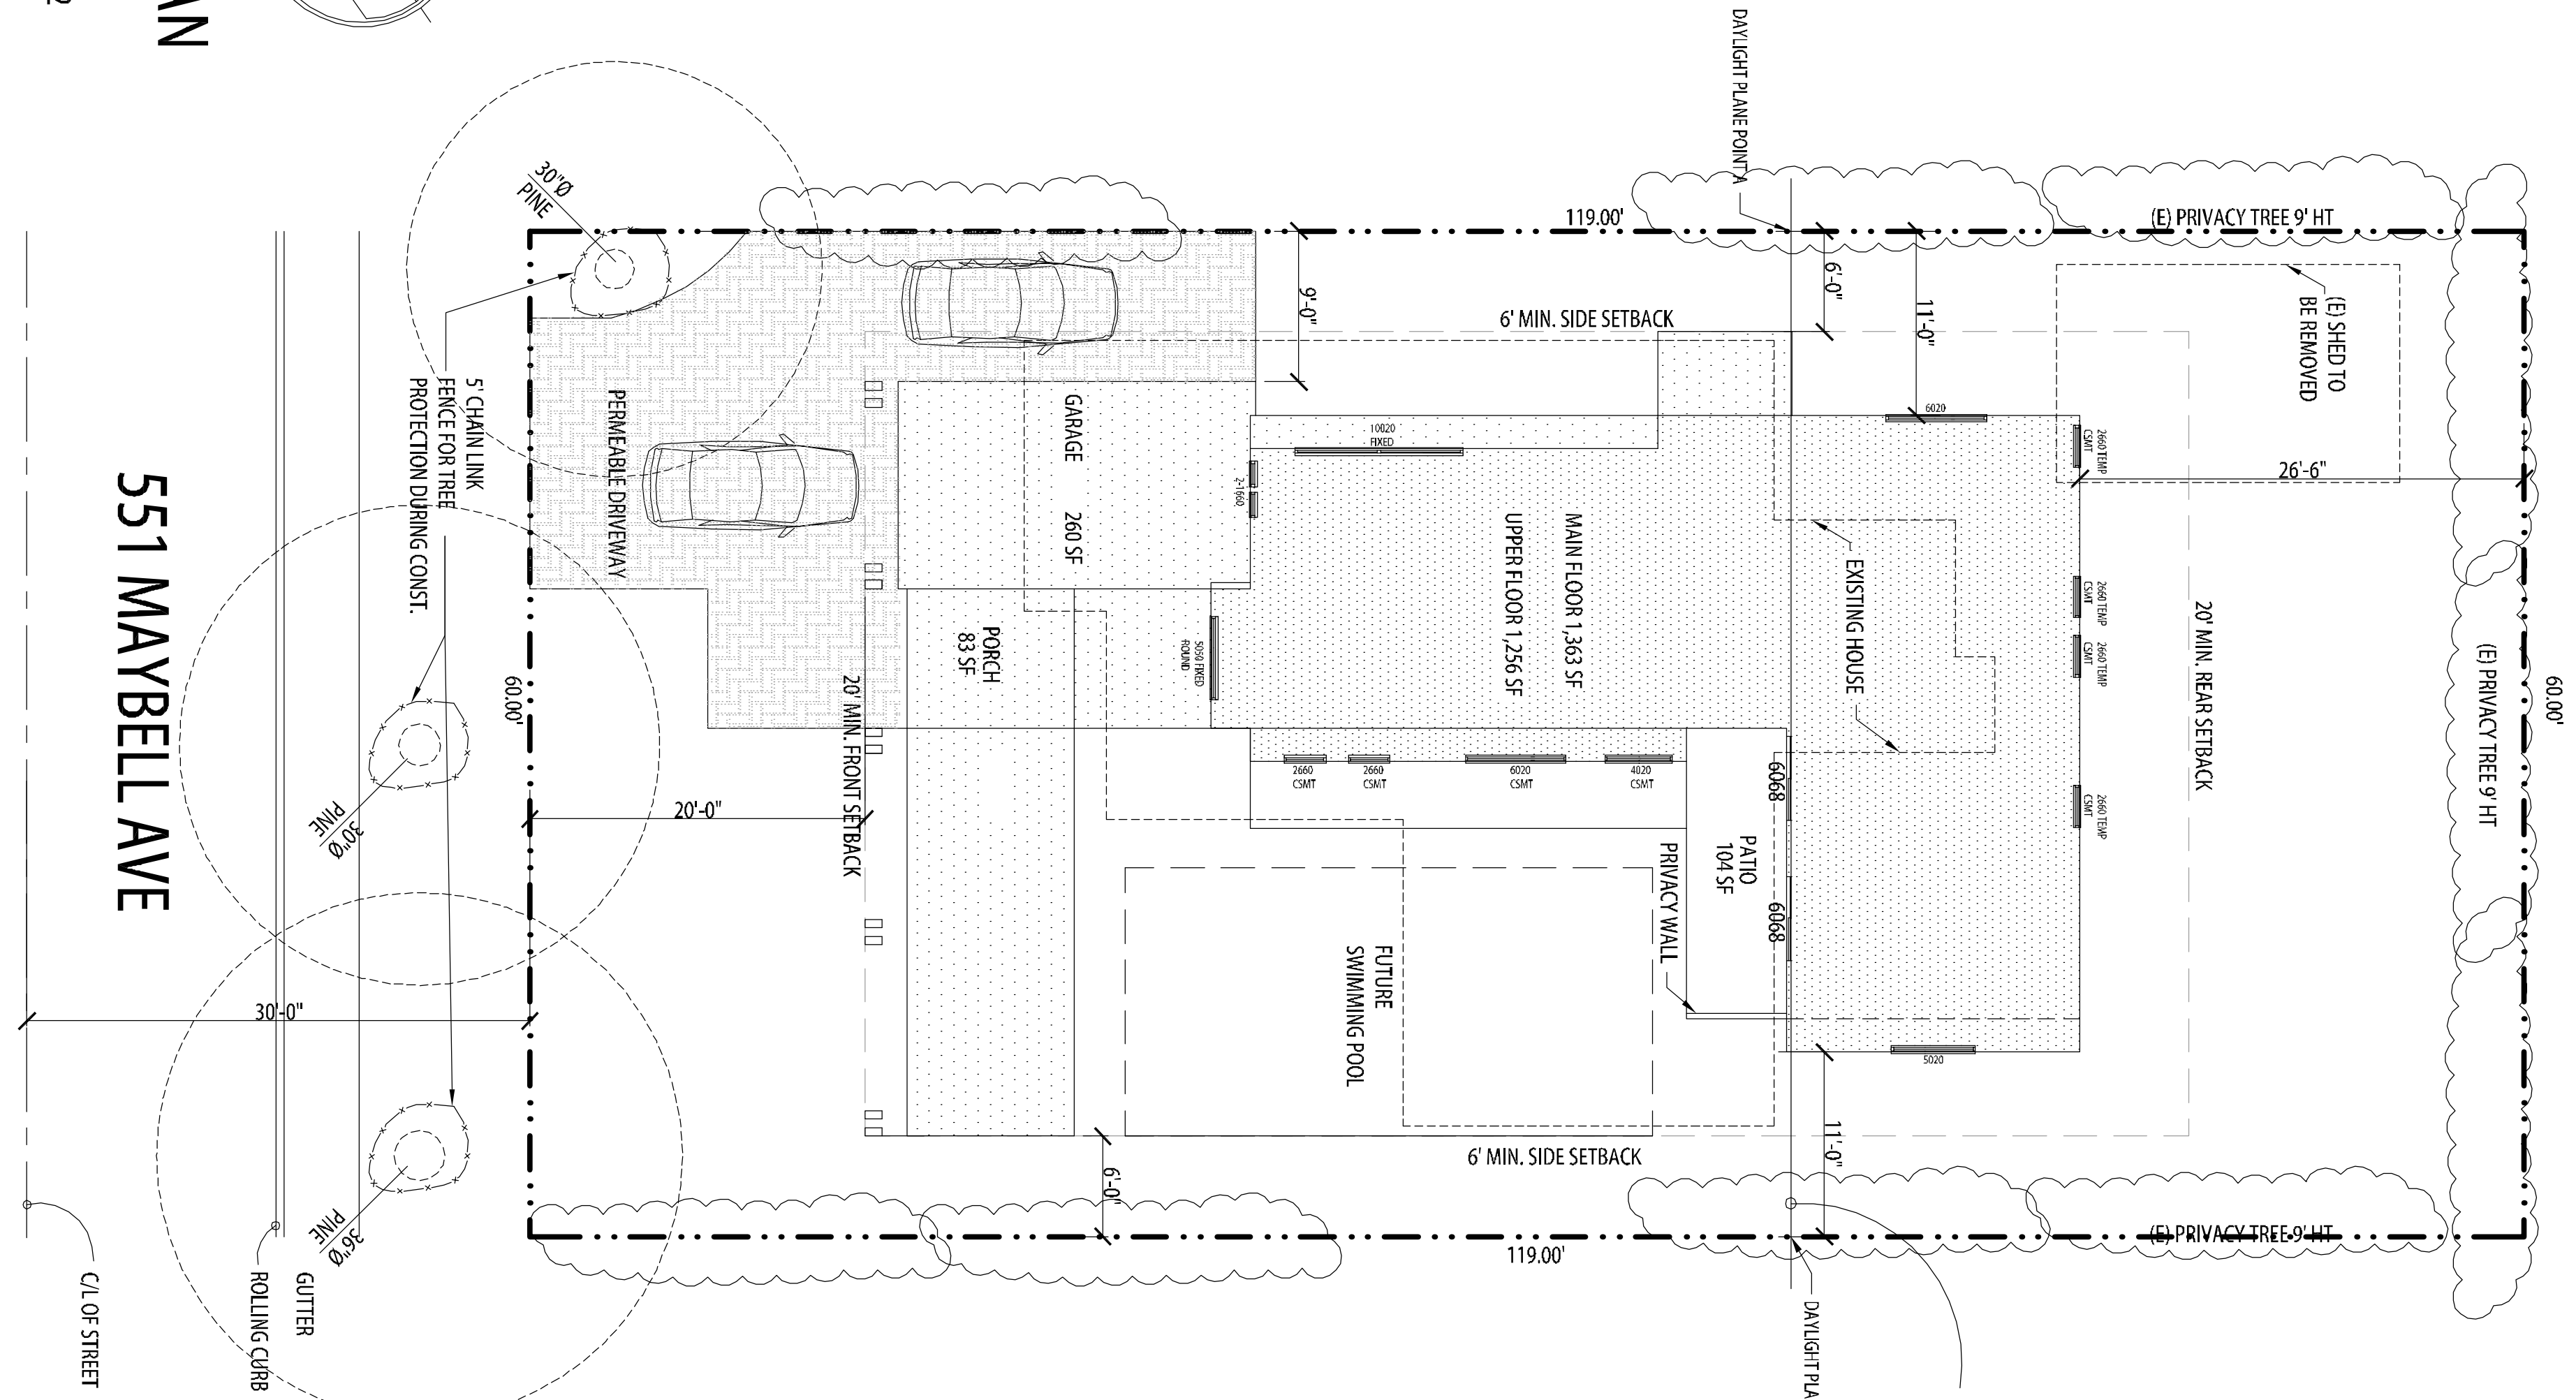 AN
2
551 MAYBELL AVE
C/L OF STREET
ROLLING CURB
GUTTER
30'-0"
30"Ø
PINE
30"Ø
PINE
36"Ø
PINE
5' CHAIN LINK
FENCE FOR TREE
PROTECTION DURING CONST.
60.00'
PERMEABLE DRIVEWAY
20'-0"
20' MIN. FRONT SETBACK
GARAGE 260 SF
PORCH
83 SF
9'-0"
6'-0"
11'-0"
119.00'
6' MIN. SIDE SETBACK
DAYLIGHT PLANE POINT A
(E) PRIVACY TREE 9' HT
(E) SHED TO
BE REMOVED
10020
FIXED
2-1660
5050 FIXED
ROUND
MAIN FLOOR 1,363 SF
UPPER FLOOR 1,256 SF
EXISTING HOUSE
6020
2660 TEMP
CSMT
2660 TEMP
CSMT
2660 TEMP
CSMT
2660 TEMP
CSMT
26'-6"
20' MIN. REAR SETBACK
(E) PRIVACY TREE 9' HT
60.00'
2660
CSMT
2660
CSMT
6020
CSMT
4020
CSMT
6068
6068
PATIO
104 SF
PRIVACY WALL
FUTURE
SWIMMING POOL
5020
6'-0"
11'-0"
6' MIN. SIDE SETBACK
119.00'
(E) PRIVACY TREE 9' HT
DAYLIGHT PLA